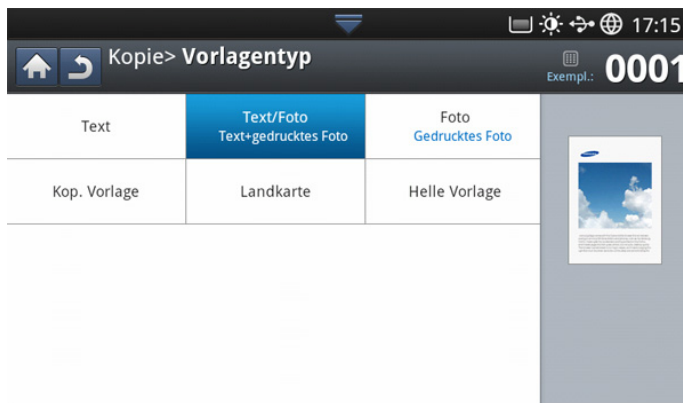 17:15
Kopie> Vorlagentyp
Exempl.: 0001
Text
Text/Foto
Text+gedrucktes Foto
Foto
Gedrucktes Foto
Kop. Vorlage
Landkarte
Helle Vorlage